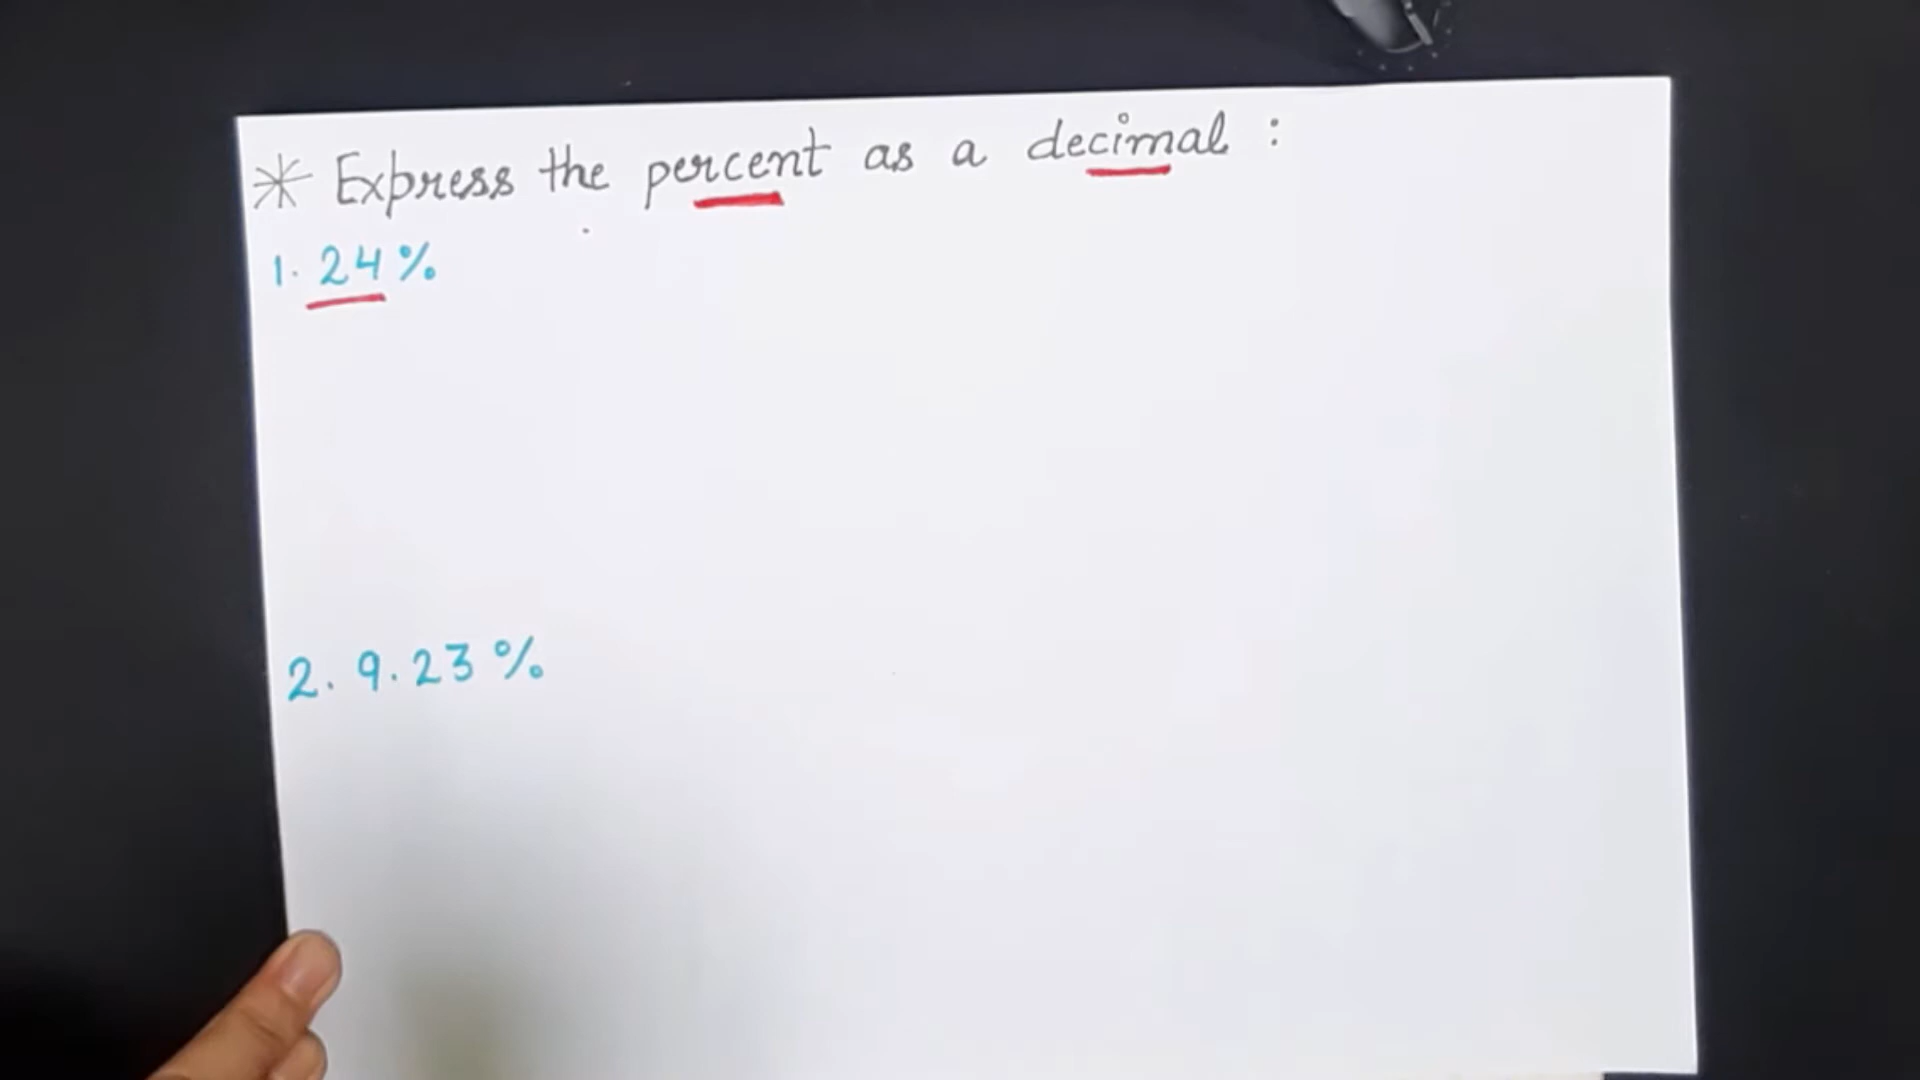 * Express the percent as a decimal :
1. 24%
2. 9.23%